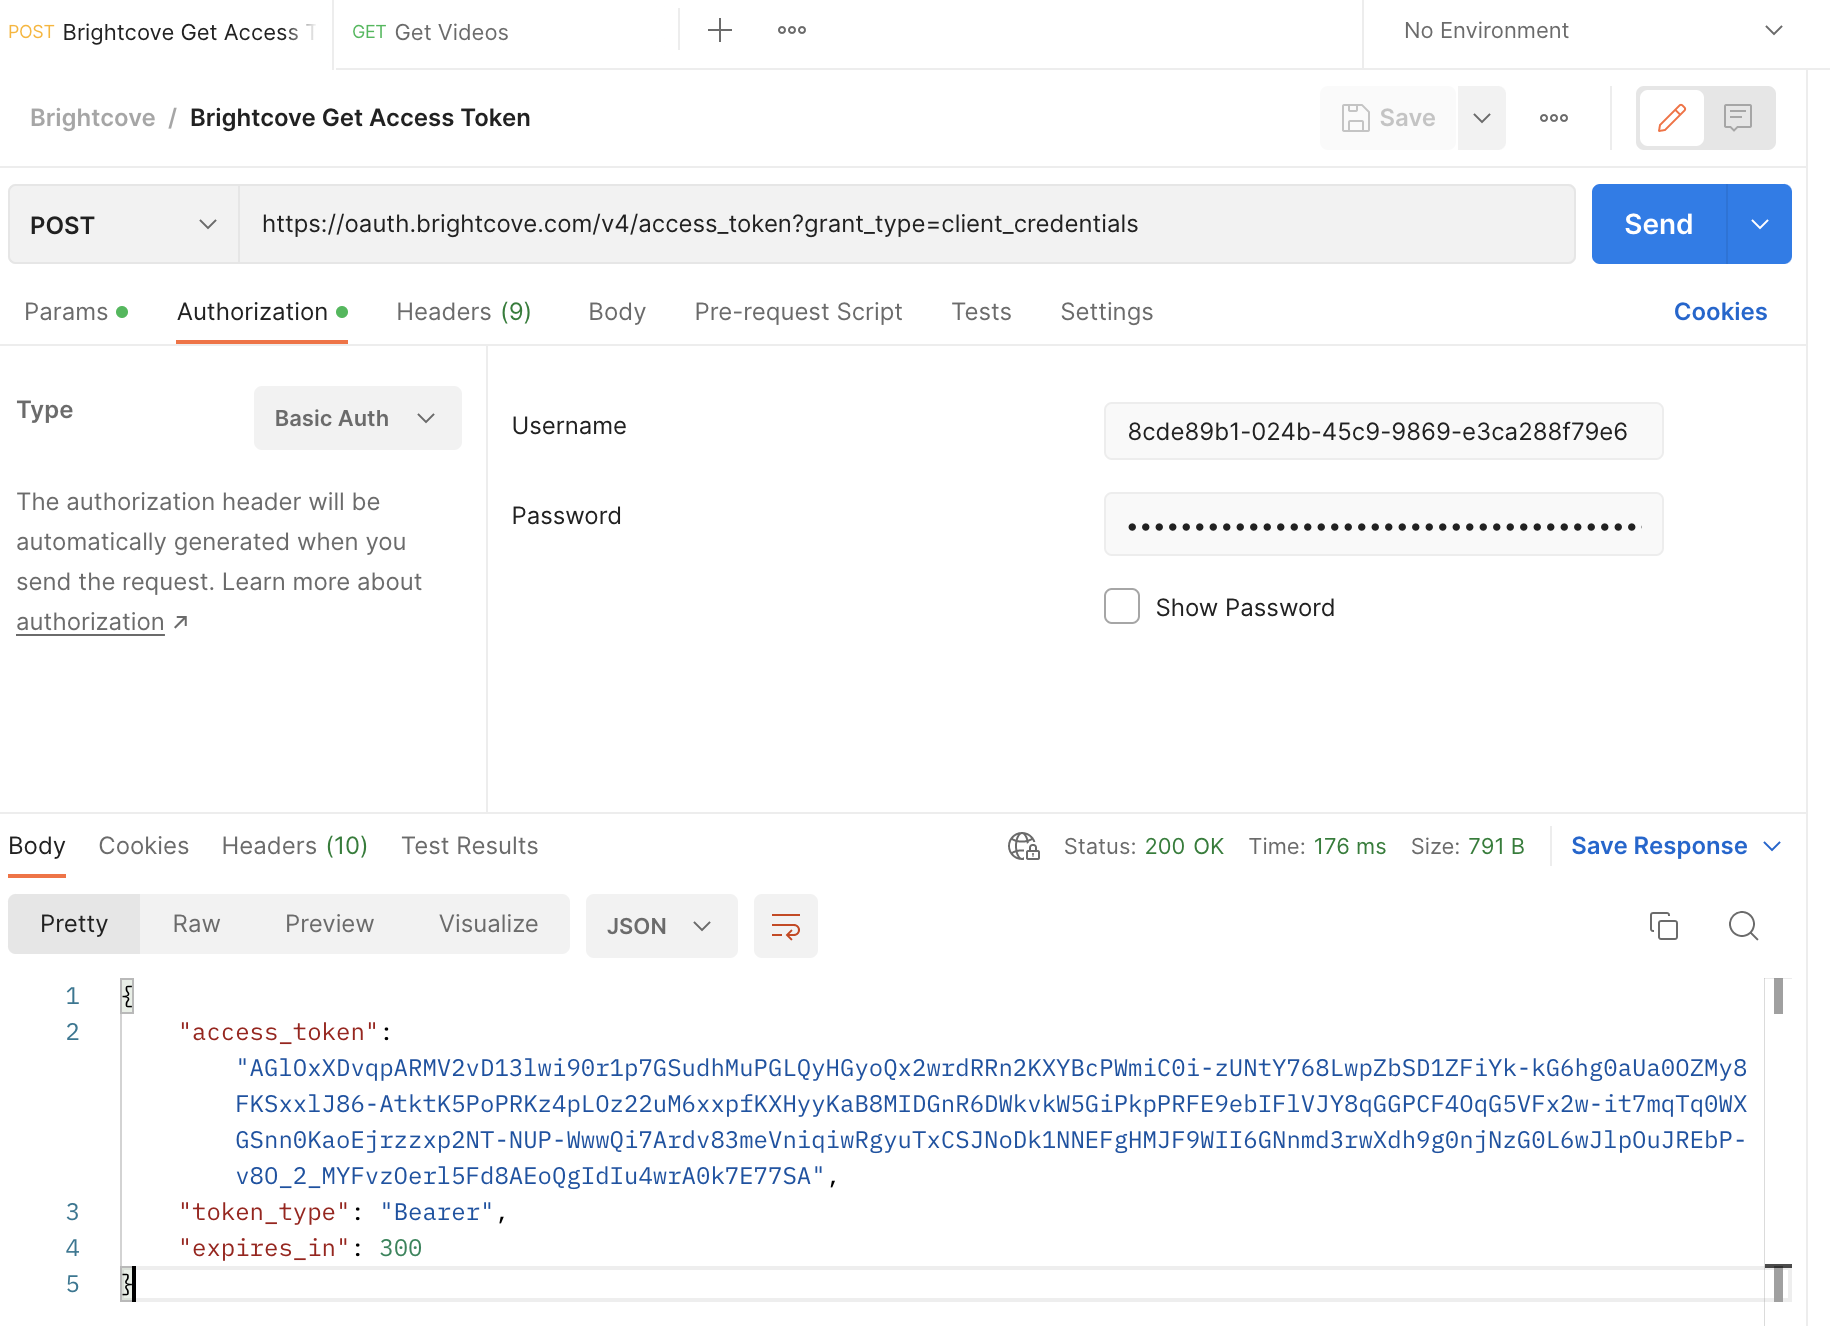 POST Brightcove Get Access T
GET Get Videos
No Environment
Brightcove / Brightcove Get Access Token
Save
POST
https://oauth.brightcove.com/v4/access_token?grant_type=client_credentials
Send
Params
Authorization
Headers (9)
Body
Pre-request Script
Tests
Settings
Cookies
Type
Basic Auth
The authorization header will be
automatically generated when you
send the request. Learn more about
authorization ↗
Username
8cde89b1-024b-45c9-9869-e3ca288f79e6
Password
Show Password
Body
Cookies
Headers (10)
Test Results
Status: 200 OK
Time: 176 ms
Size: 791 B
Save Response
Pretty
Raw
Preview
Visualize
JSON
1 {
2 "access_token":
"AGlOxXDvqpARMV2vD13lwi90r1p7GSudhMuPGLQyHGyoQx2wrdRRn2KXYBcPWmiC0i-zUNtY768LwpZbSD1ZFiYk-kG6hg0aUa0OZMy8
FKSxxlJ86-AtktK5PoPRKz4pLOz22uM6xxpfKXHyyKaB8MIDGnR6DWkvkW5GiPkpPRFE9ebIFlVJY8qGGPCF4OqG5VFx2w-it7mqTq0WX
GSnn0KaoEjrzzxp2NT-NUP-WwwQi7Ardv83meVniqiwRgyuTxCSJNoDk1NNEFgHMJF9WII6GNnmd3rwXdh9g0njNzG0L6wJlpOuJREbP-
v8O_2_MYFvzOerl5Fd8AEoQgIdIu4wrA0k7E77SA",
3 "token_type": "Bearer",
4 "expires_in": 300
5 }